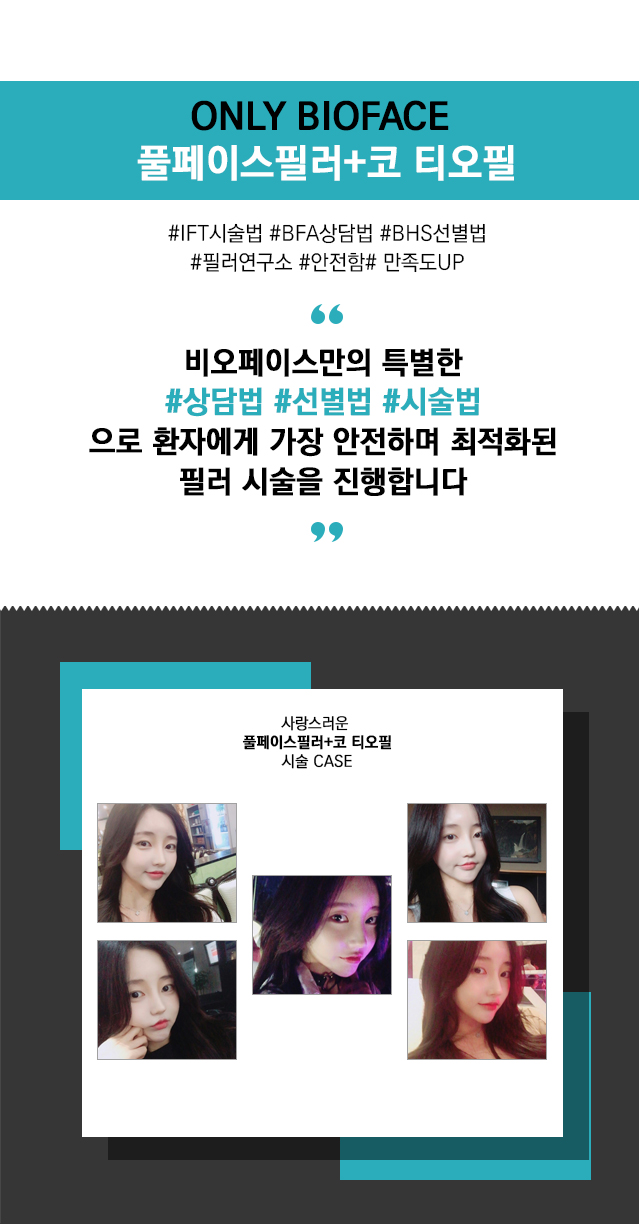 ONLY BIOFACE
풀페이스필러+코 티오필
#IFT시술법 #BFA상담법 #BHS선별법
#필러연구소 #안전함# 만족도UP
“
비오페이스만의 특별한
#상담법 #선별법 #시술법
으로 환자에게 가장 안전하며 최적화된
필러 시술을 진행합니다
”
사랑스러운
풀페이스필러+코 티오필
시술 CASE